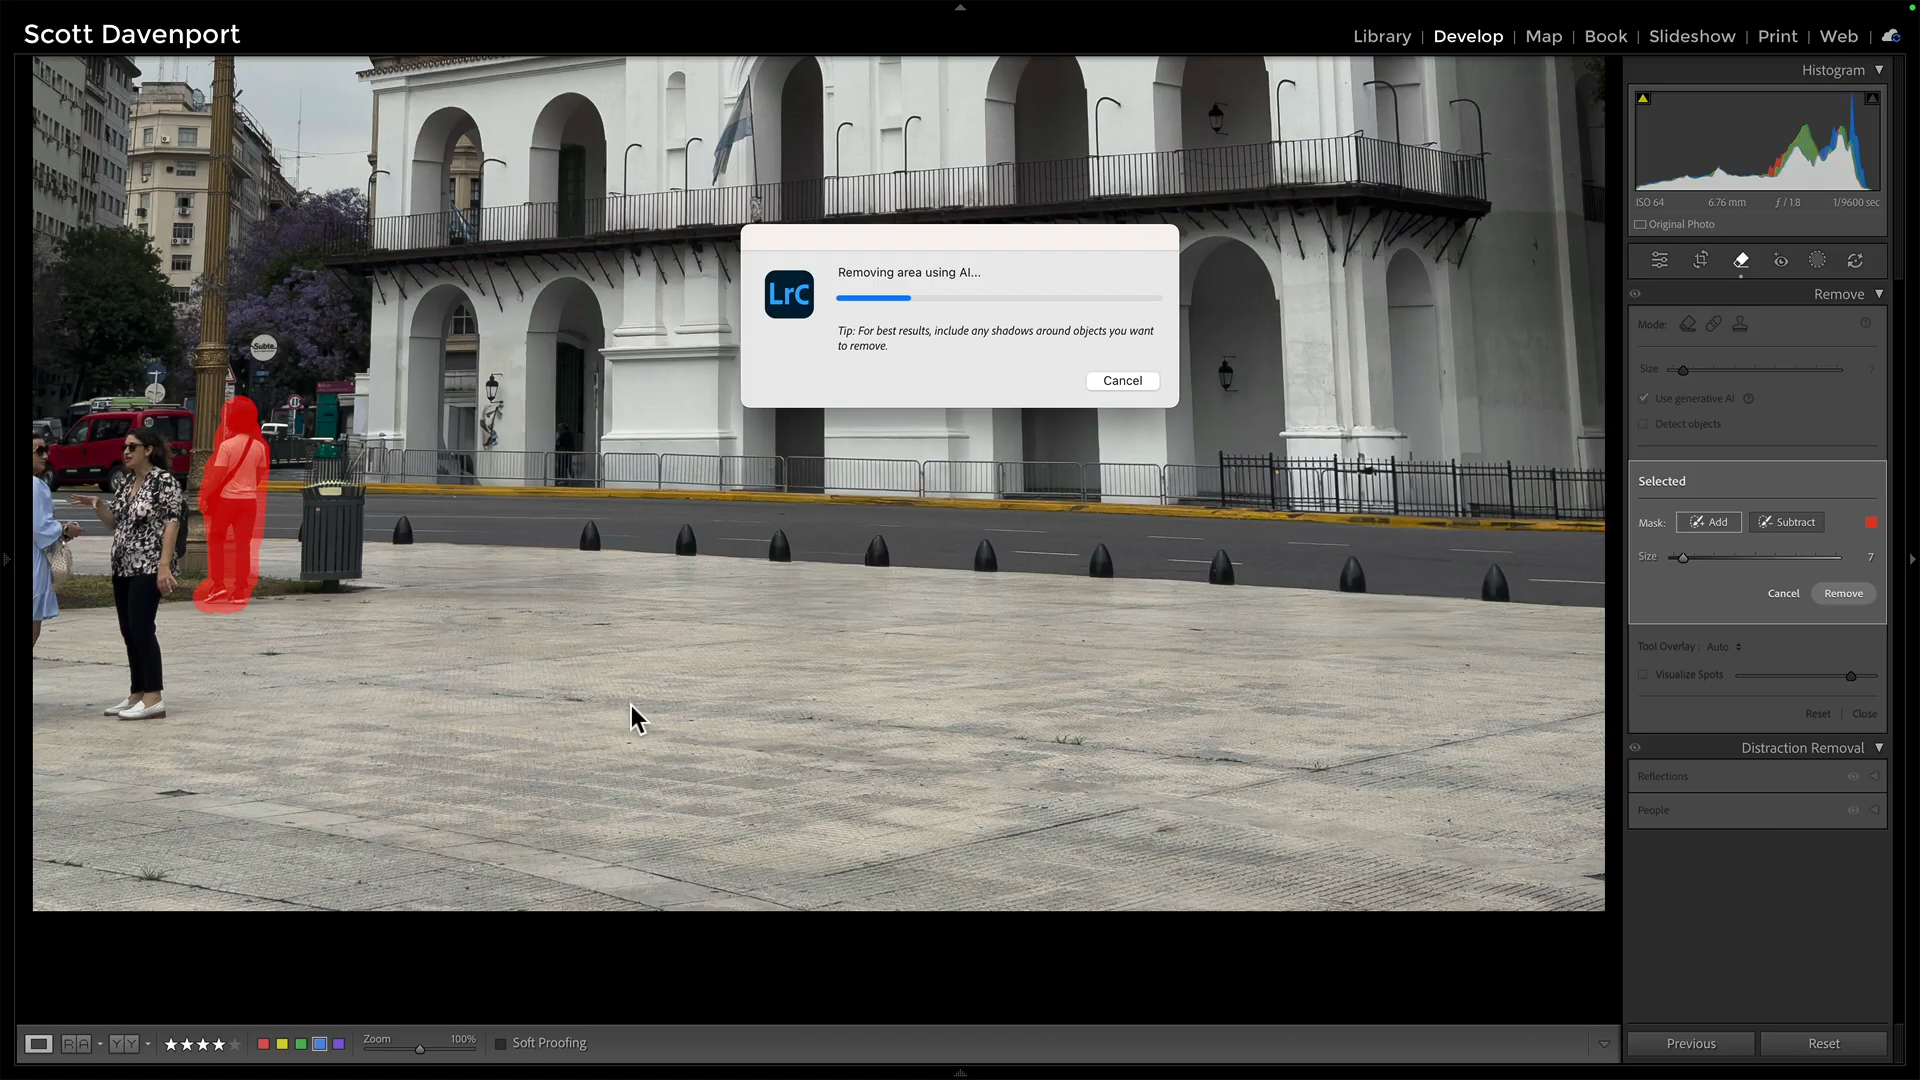 Scott Davenport
Library | Develop | Map | Book | Slideshow | Print | Web
Histogram
ISO 64 6.76 mm ƒ / 1.8 1/9600 sec
Original Photo
Remove
Mode:
Size 7
Use generative AI
Detect objects
Selected
Mask: Add Subtract
Size 7
Cancel Remove
Tool Overlay: Auto
Visualize Spots
Reset | Close
Distraction Removal
Reflections
People
Removing area using AI...
LrC
Tip: For best results, include any shadows around objects you want
to remove.
Cancel
Subte
RA YY Zoom 100% Soft Proofing
Previous Reset